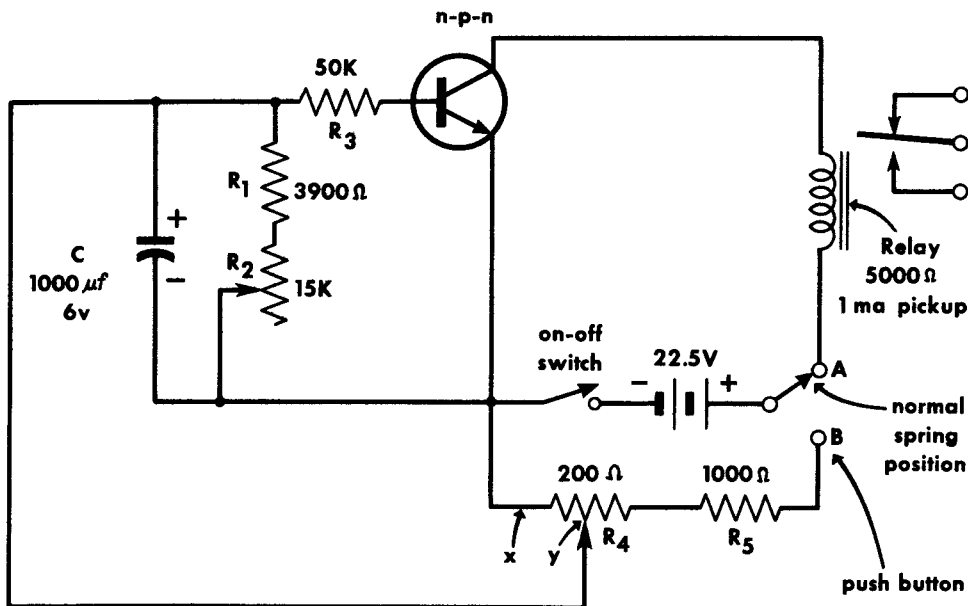 n-p-n
50K
R3
R1
3900Ω
+
C
1000 μf
6v
−
R2
15K
Relay
5000Ω
1 ma pickup
on-off
switch
22.5V
−
+
A
normal
spring
position
B
200 Ω
1000Ω
x
y
R4
R5
push button